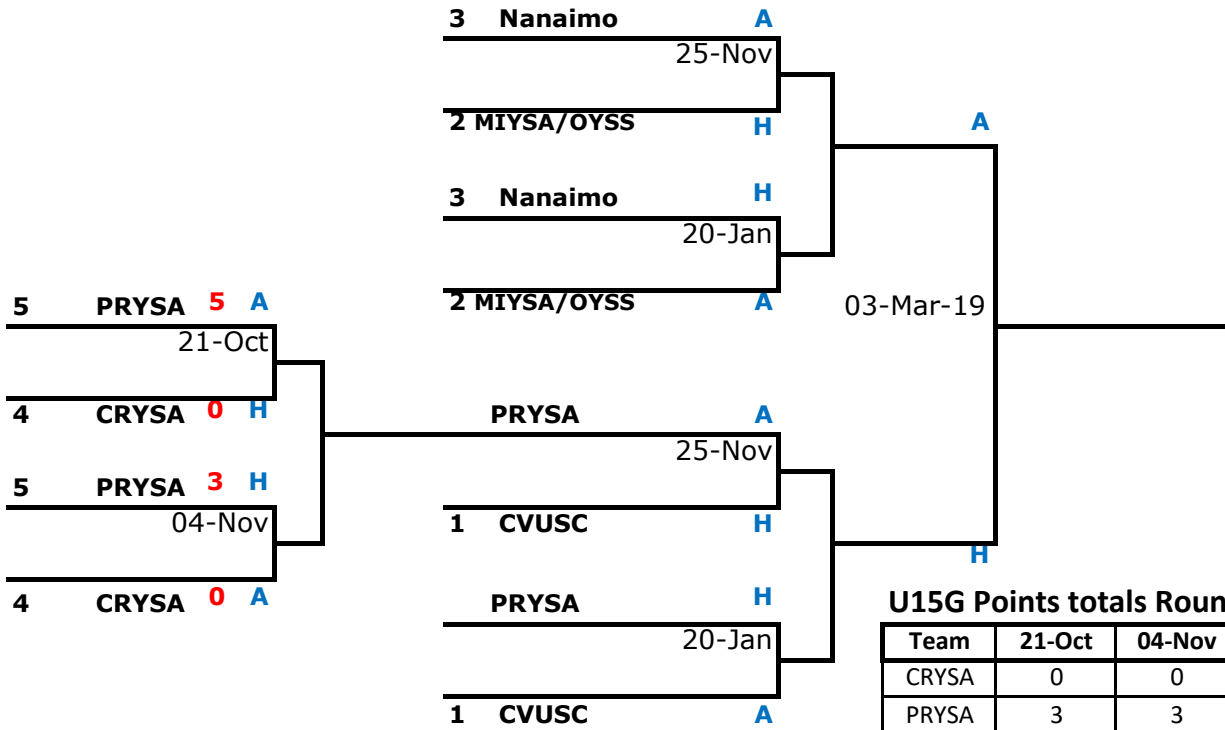 3 Nanaimo A
25-Nov
2 MIYSA/OYSS H
A
3 Nanaimo H
20-Jan
2 MIYSA/OYSS A
03-Mar-19
5 PRYSA 5 A
21-Oct
4 CRYSA 0 H
PRYSA A
25-Nov
5 PRYSA 3 H
04-Nov
1 CVUSC H
H
4 CRYSA 0 A
PRYSA H
20-Jan
1 CVUSC A
U15G Points totals Roun
Team 21-Oct 04-Nov
CRYSA 0 0
PRYSA 3 3